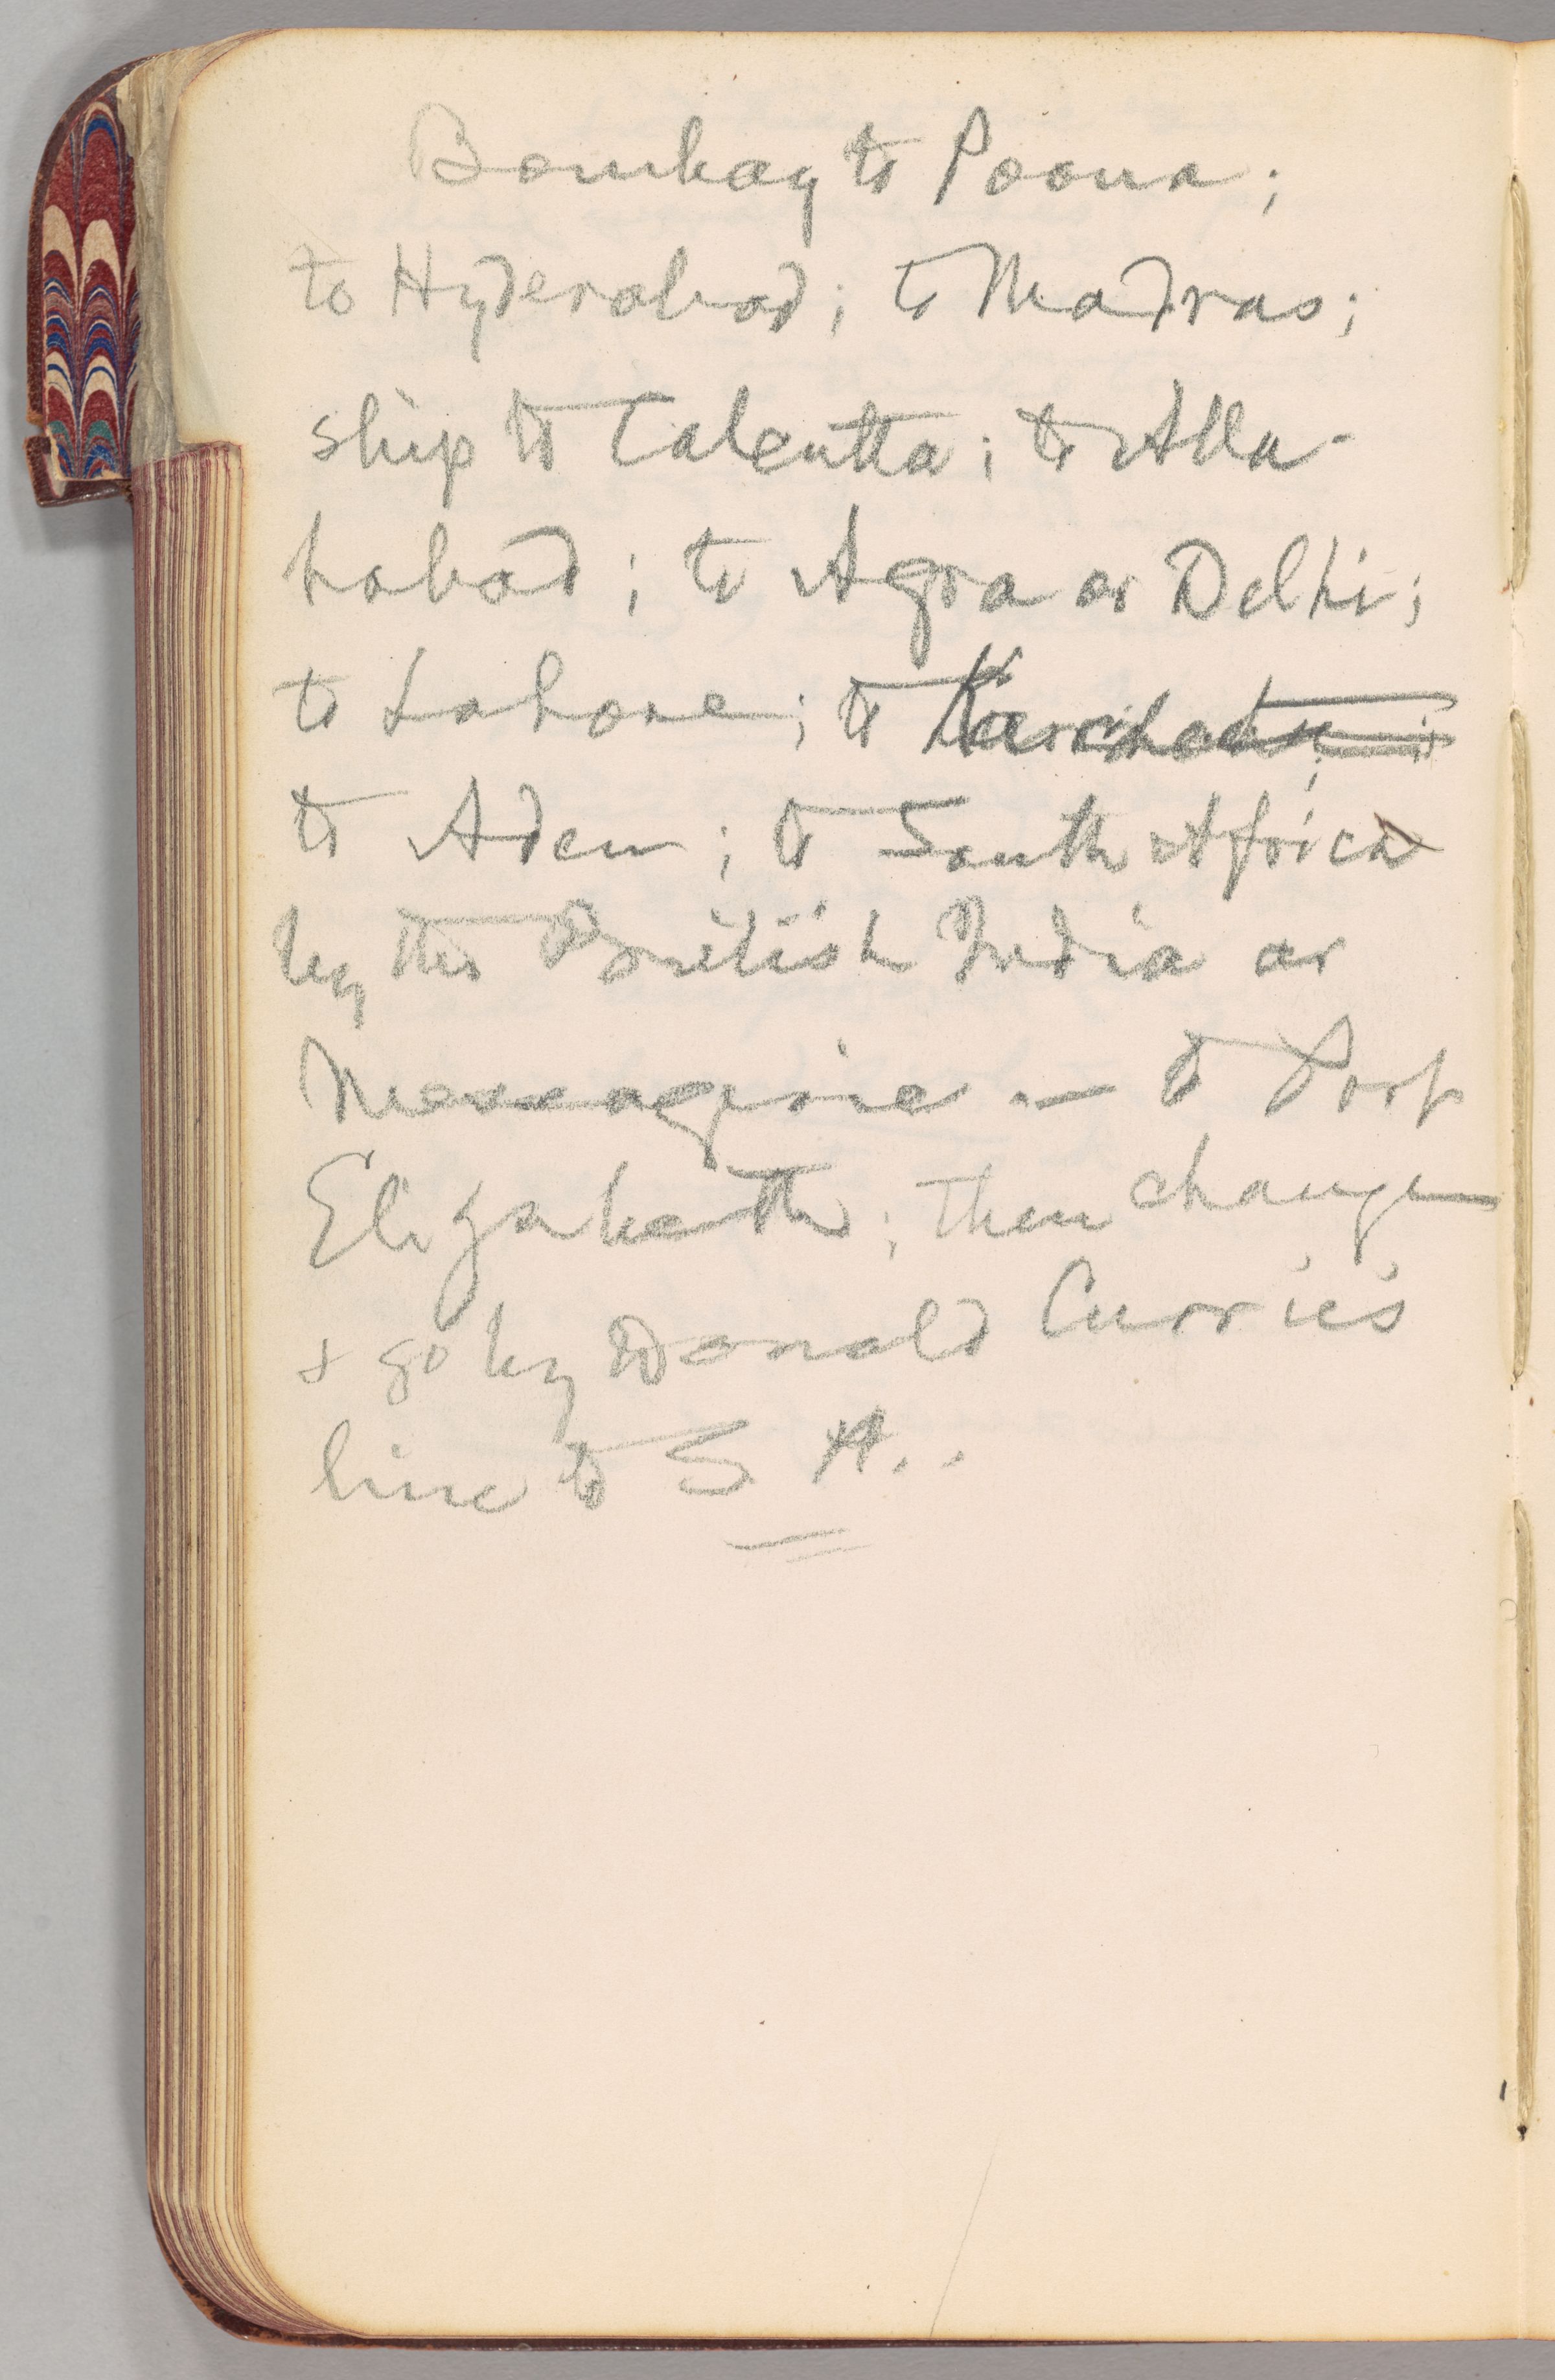 Bombay to Poona;
to Hyderabad; to Madras;
ship to Calcutta; to Alla-
habad; to Agra or Delhi;
to Lahore; to
to Aden; to South Africa
by the British India or
Messagerie — to Port
Elizabeth; then change
& go by Donald Currie's
line to S A..